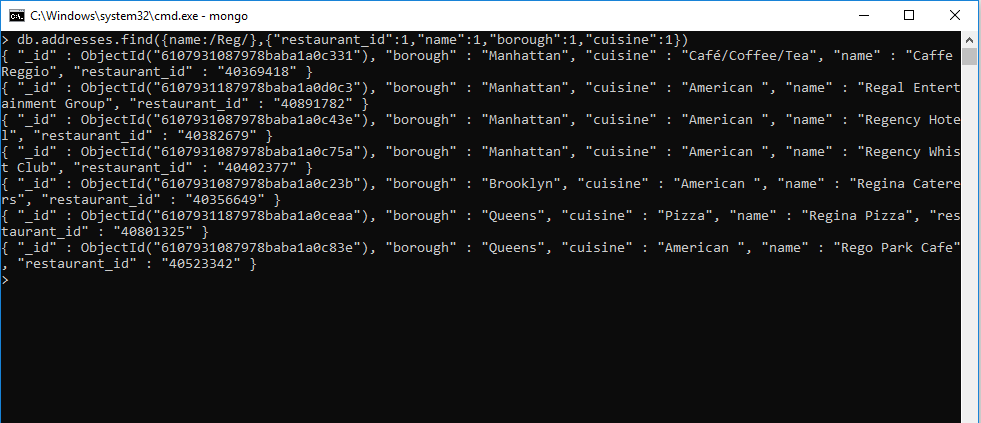 C:\Windows\system32\cmd.exe - mongo
> db.addresses.find({name:/Reg/},{"restaurant_id":1,"name":1,"borough":1,"cuisine":1})
{ "_id" : ObjectId("6107931087978baba1a0c331"), "borough" : "Manhattan", "cuisine" : "Café/Coffee/Tea", "name" : "Caffe
Reggio", "restaurant_id" : "40369418" }
{ "_id" : ObjectId("6107931187978baba1a0d0c3"), "borough" : "Manhattan", "cuisine" : "American ", "name" : "Regal Entert
ainment Group", "restaurant_id" : "40891782" }
{ "_id" : ObjectId("6107931087978baba1a0c43e"), "borough" : "Manhattan", "cuisine" : "American ", "name" : "Regency Hote
l", "restaurant_id" : "40382679" }
{ "_id" : ObjectId("6107931087978baba1a0c75a"), "borough" : "Manhattan", "cuisine" : "American ", "name" : "Regency Whis
t Club", "restaurant_id" : "40402377" }
{ "_id" : ObjectId("6107931087978baba1a0c23b"), "borough" : "Brooklyn", "cuisine" : "American ", "name" : "Regina Catere
rs", "restaurant_id" : "40356649" }
{ "_id" : ObjectId("6107931187978baba1a0ceaa"), "borough" : "Queens", "cuisine" : "Pizza", "name" : "Regina Pizza", "res
taurant_id" : "40801325" }
{ "_id" : ObjectId("6107931087978baba1a0c83e"), "borough" : "Queens", "cuisine" : "American ", "name" : "Rego Park Cafe"
, "restaurant_id" : "40523342" }
>